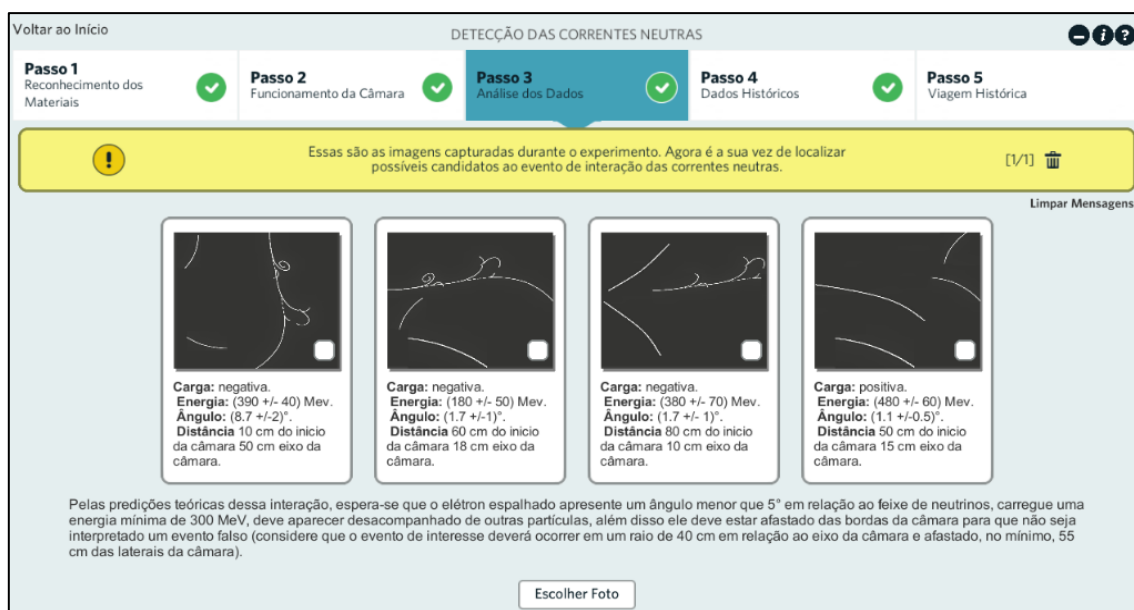 Voltar ao Início
DETECÇÃO DAS CORRENTES NEUTRAS
Passo 1
Reconhecimento dos
Materiais
Passo 2
Funcionamento da Câmara
Passo 3
Análise dos Dados
Passo 4
Dados Históricos
Passo 5
Viagem Histórica
Essas são as imagens capturadas durante o experimento. Agora é a sua vez de localizar
possíveis candidatos ao evento de interação das correntes neutras.
[1/1]
Limpar Mensagens
Carga: negativa.
Energia: (390 +/- 40) Mev.
Ângulo: (8.7 +/-2)°.
Distância 10 cm do inicio
da câmara 50 cm eixo da
câmara.
Carga: negativa.
Energia: (180 +/- 50) Mev.
Ângulo: (1.7 +/-1)°.
Distância 60 cm do inicio
da câmara 18 cm eixo da
câmara.
Carga: negativa.
Energia: (380 +/- 70) Mev.
Ângulo: (1.7 +/- 1)°.
Distância 80 cm do inicio
da câmara 10 cm eixo da
câmara.
Carga: positiva.
Energia: (480 +/- 60) Mev.
Ângulo: (1.1 +/-0.5)°.
Distância 50 cm do inicio
da câmara 15 cm eixo da
câmara.
Pelas predições teóricas dessa interação, espera-se que o elétron espalhado apresente um ângulo menor que 5° em relação ao feixe de neutrinos, carregue uma
energia mínima de 300 MeV, deve aparecer desacompanhado de outras partículas, além disso ele deve estar afastado das bordas da câmara para que não seja
interpretado um evento falso (considere que o evento de interesse deverá ocorrer em um raio de 40 cm em relação ao eixo da câmara e afastado, no mínimo, 55
cm das laterais da câmara).
Escolher Foto